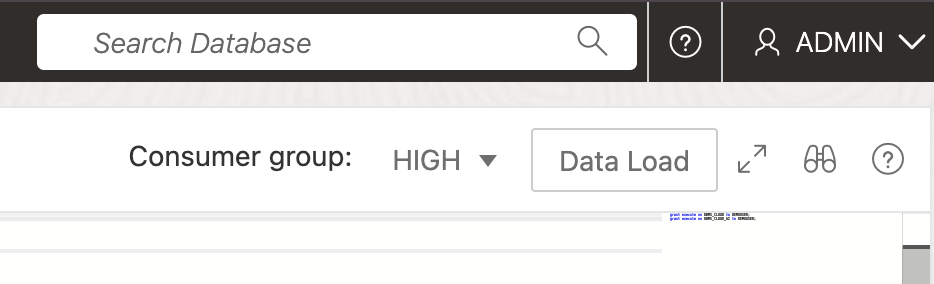 Search Database
ADMIN
Consumer group:
HIGH
Data Load
grant execute on DBMS_CLOUD to DEMOUSER;
grant execute on DBMS_CLOUD_AI to DEMOUSER;